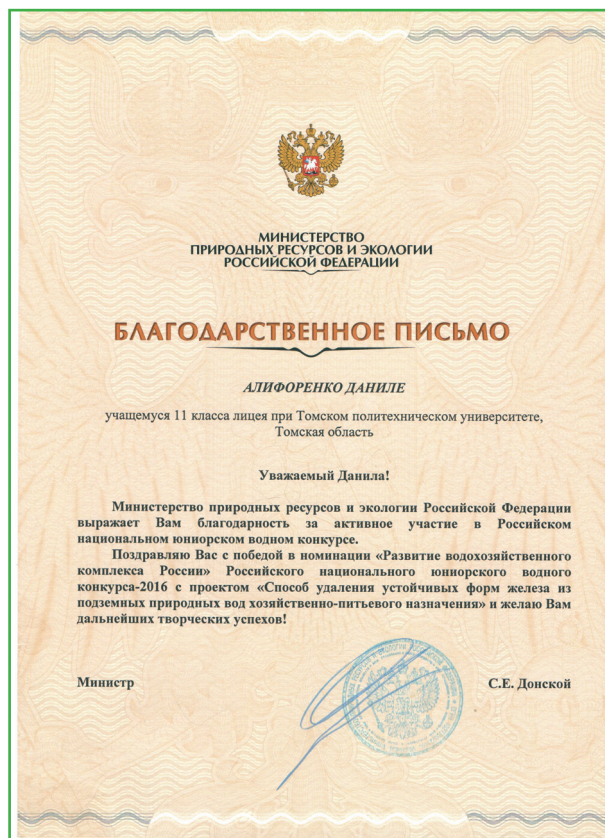 МИНИСТЕРСТВО
ПРИРОДНЫХ РЕСУРСОВ И ЭКОЛОГИИ
РОССИЙСКОЙ ФЕДЕРАЦИИ
БЛАГОДАРСТВЕННОЕ ПИСЬМО
АЛИФОРЕНКО ДАНИЛЕ
учащемуся 11 класса лицея при Томском политехническом университете,
Томская область
Уважаемый Данила!
Министерство природных ресурсов и экологии Российской Федерации
выражает Вам благодарность за активное участие в Российском
национальном юниорском водном конкурсе.
Поздравляю Вас с победой в номинации «Развитие водохозяйственного
комплекса России» Российского национального юниорского водного
конкурса-2016 с проектом «Способ удаления устойчивых форм железа из
подземных природных вод хозяйственно-питьевого назначения» и желаю Вам
дальнейших творческих успехов!
Министр
С.Е. Донской